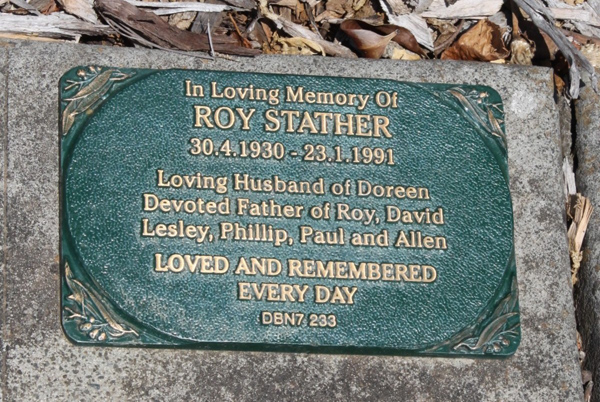 In Loving Memory Of
ROY STATHER
30.4.1930 - 23.1.1991
Loving Husband of Doreen
Devoted Father of Roy, David
Lesley, Phillip, Paul and Allen
LOVED AND REMEMBERED
EVERY DAY
DBN7 233